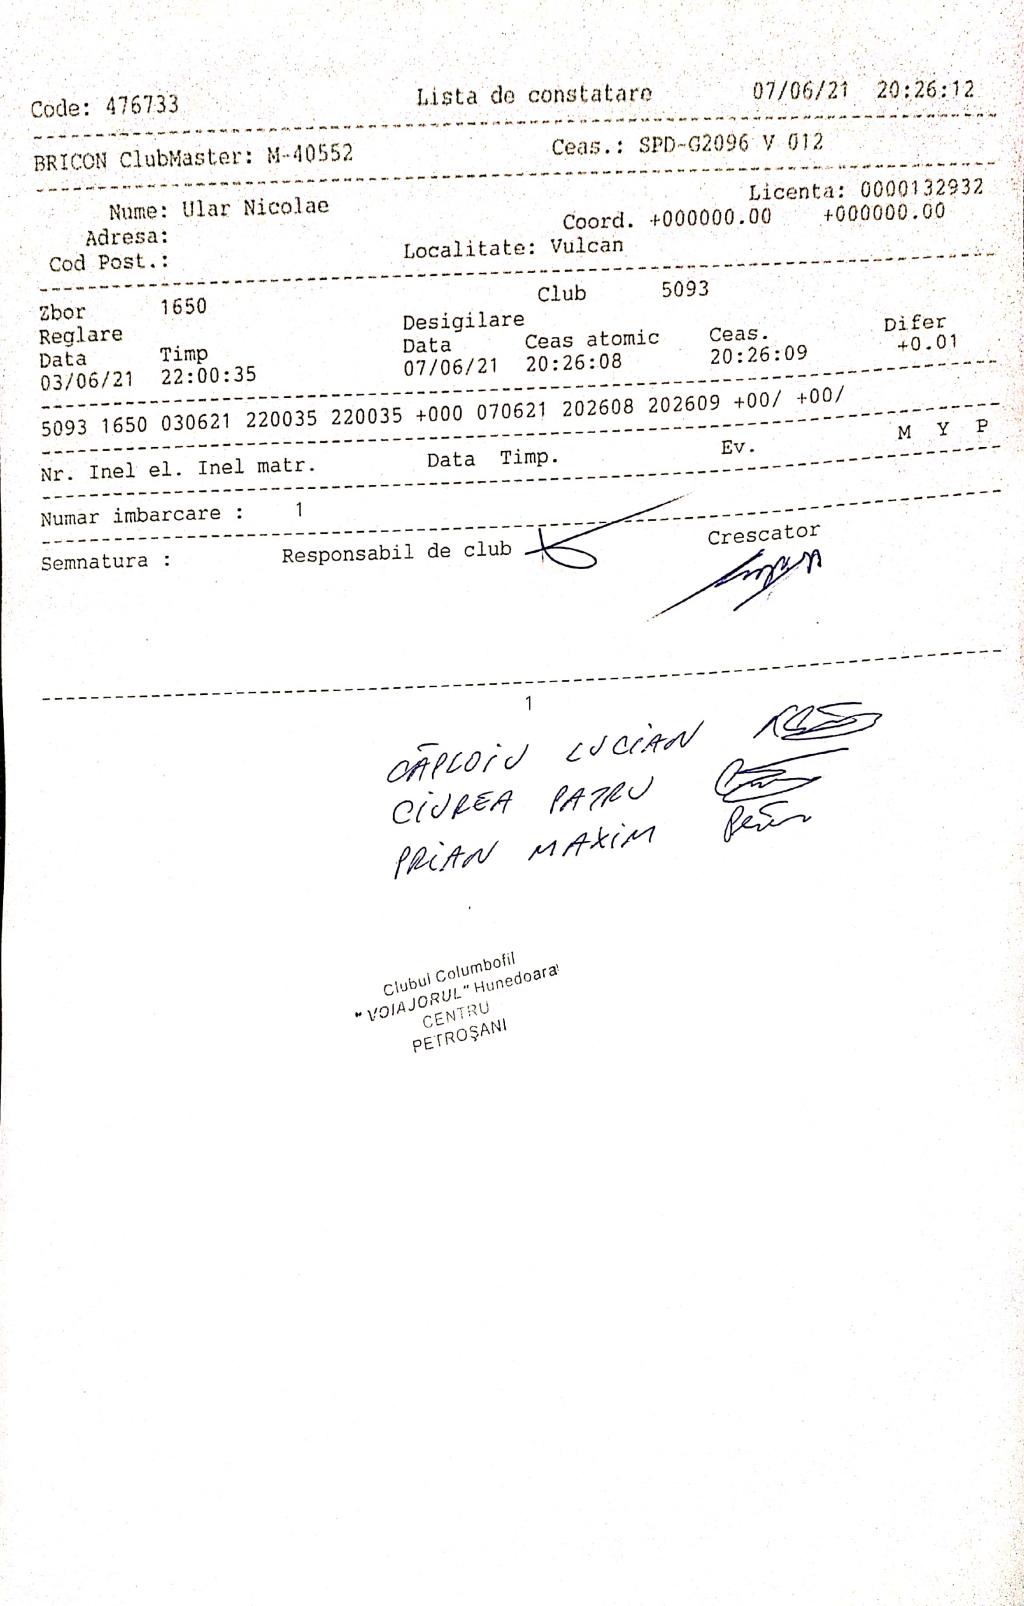 Code: 476733 Lista de constatare 07/06/21 20:26:12
BRICON ClubMaster: M-40552 Ceas.: SPD-G2096 V 012
Nume: Ular Nicolae Licenta: 0000132932
Adresa: Coord. +000000.00 +000000.00
Cod Post.: Localitate: Vulcan
Zbor 1650 Club 5093
Reglare Desigilare
Data Timp Data Ceas atomic Ceas. Difer
03/06/21 22:00:35 07/06/21 20:26:08 20:26:09 +0.01
5093 1650 030621 220035 220035 +000 070621 202608 202609 +00/ +00/
Nr. Inel el. Inel matr. Data Timp. Ev. M Y P
Numar imbarcare : 1
Semnatura : Responsabil de club Crescator
1
LUCIAN
CIUREA PATRU
PRIAN MAXIM
Clubul Columbofil
"VOIAJORUL" Hunedoara
CENTRU
PETROȘANI